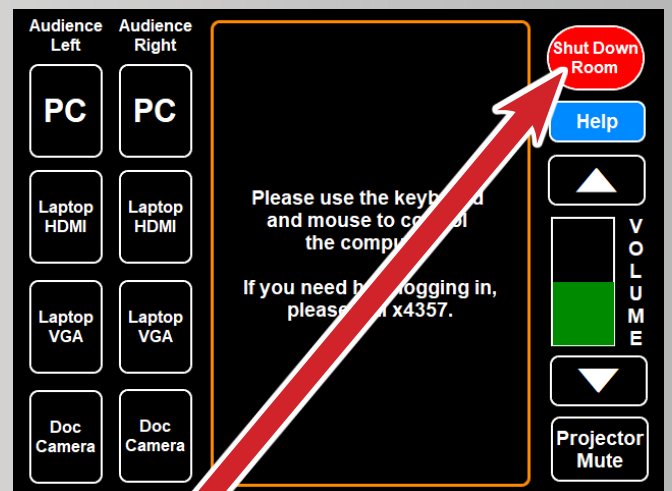 Audience
Left
Audience
Right
Shut Down
Room
PC
PC
Help
Laptop
HDMI
Laptop
HDMI
Please use the
and mouse to
the
If you need logging in,
x4357.
VOLUME
Laptop
VGA
Laptop
VGA
Doc
Camera
Doc
Camera
Projector
Mute